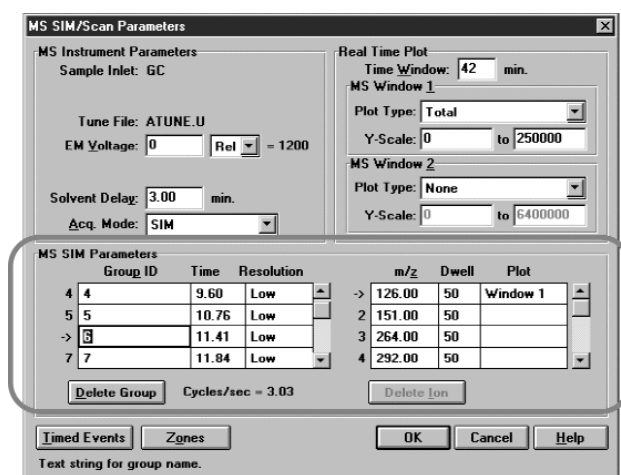 MS SIM/Scan Parameters
MS Instrument Parameters
Sample Inlet: GC
Tune File: ATUNE.U
EM Voltage: 0 Rel = 1200
Solvent Delay: 3.00 min.
Acq. Mode: SIM
Real Time Plot
Time Window: 42 min.
MS Window 1
Plot Type: Total
Y-Scale: 0 to 250000
MS Window 2
Plot Type: None
Y-Scale: 0 to 6400000
MS SIM Parameters
Group ID Time Resolution
4 4 9.60 Low
5 5 10.76 Low
-> 6 11.41 Low
7 7 11.84 Low
Delete Group Cycles/sec = 3.03
m/z Dwell Plot
-> 126.00 50 Window 1
2 151.00 50
3 264.00 50
4 292.00 50
Delete Ion
Timed Events Zones OK Cancel Help
Text string for group name.